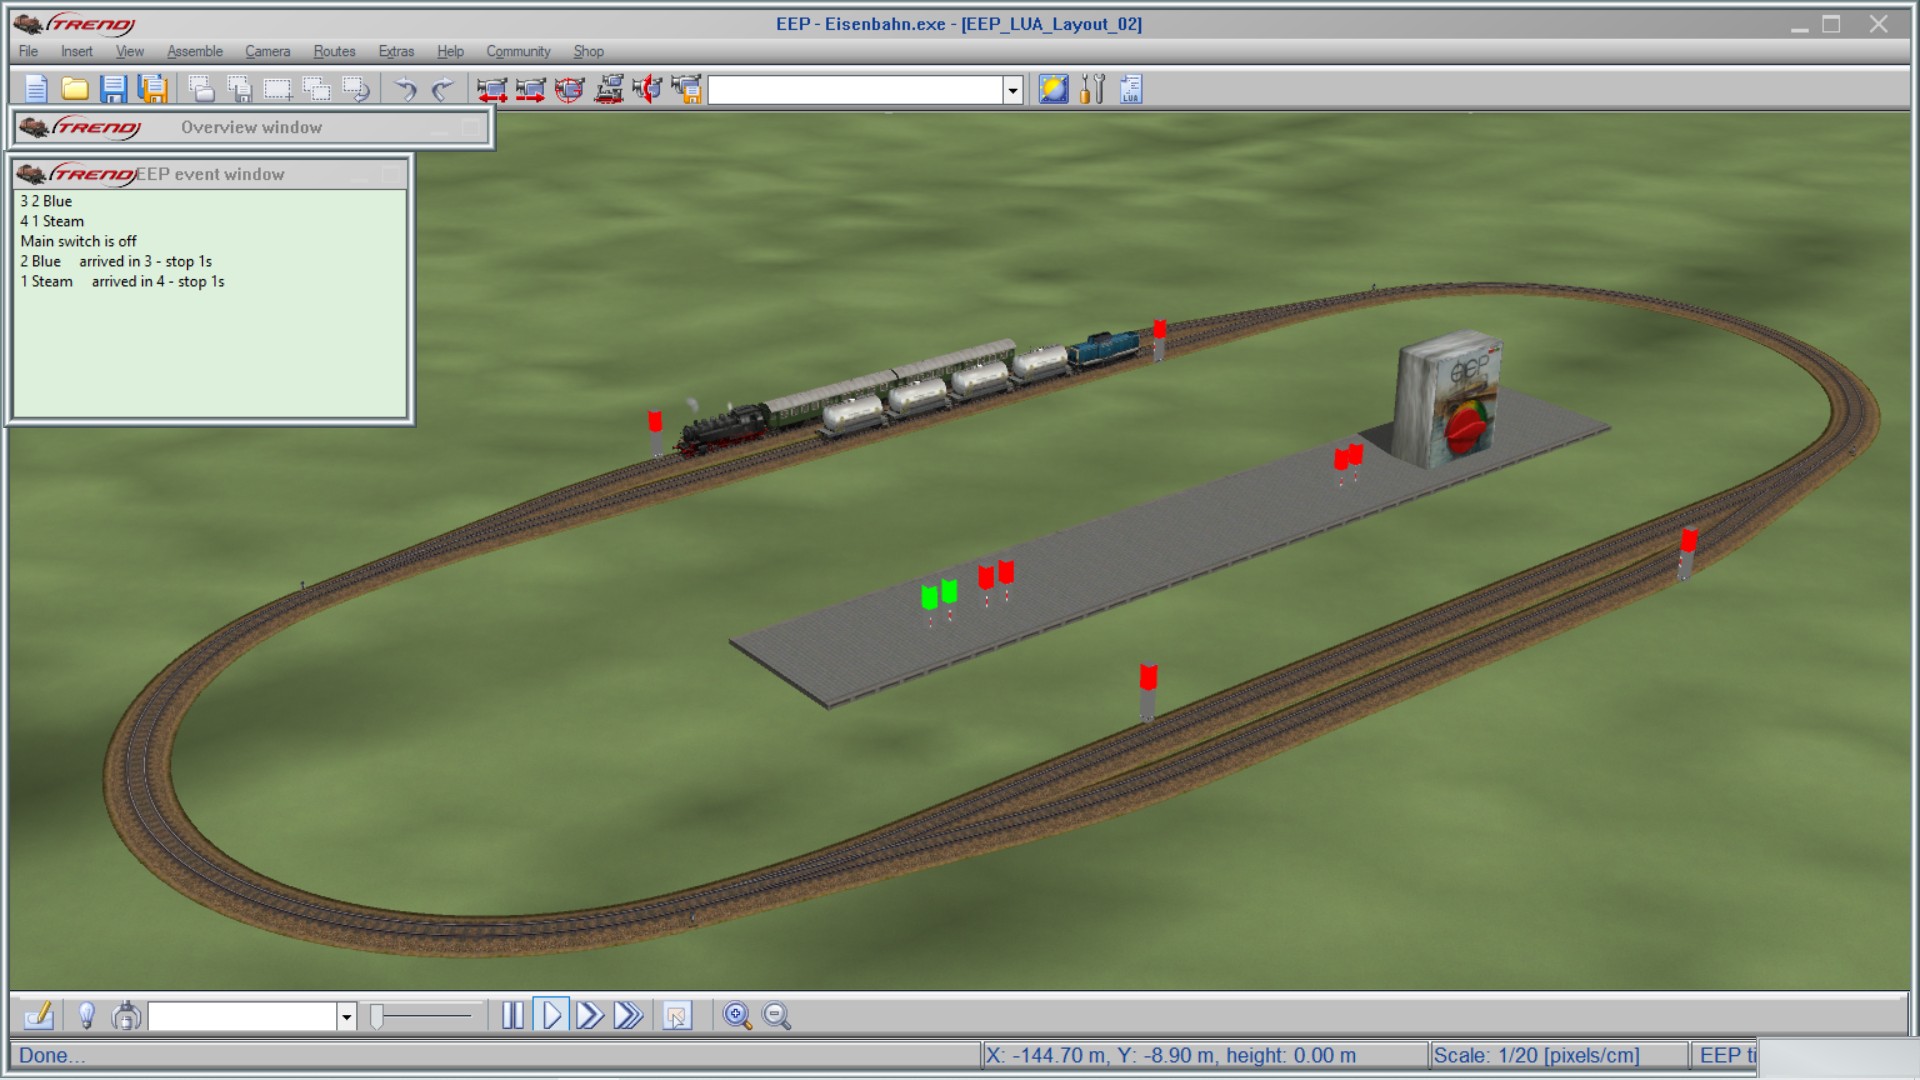 TREND
EEP - Eisenbahn.exe - [EEP_LUA_Layout_02]
File Insert View Assemble Camera Routes Extras Help Community Shop
LUA
TREND Overview window
TREND EEP event window
3 2 Blue
4 1 Steam
Main switch is off
2 Blue arrived in 3 - stop 1s
1 Steam arrived in 4 - stop 1s
EEP
Done...
X: -144.70 m, Y: -8.90 m, height: 0.00 m
Scale: 1/20 [pixels/cm]
EEP ti